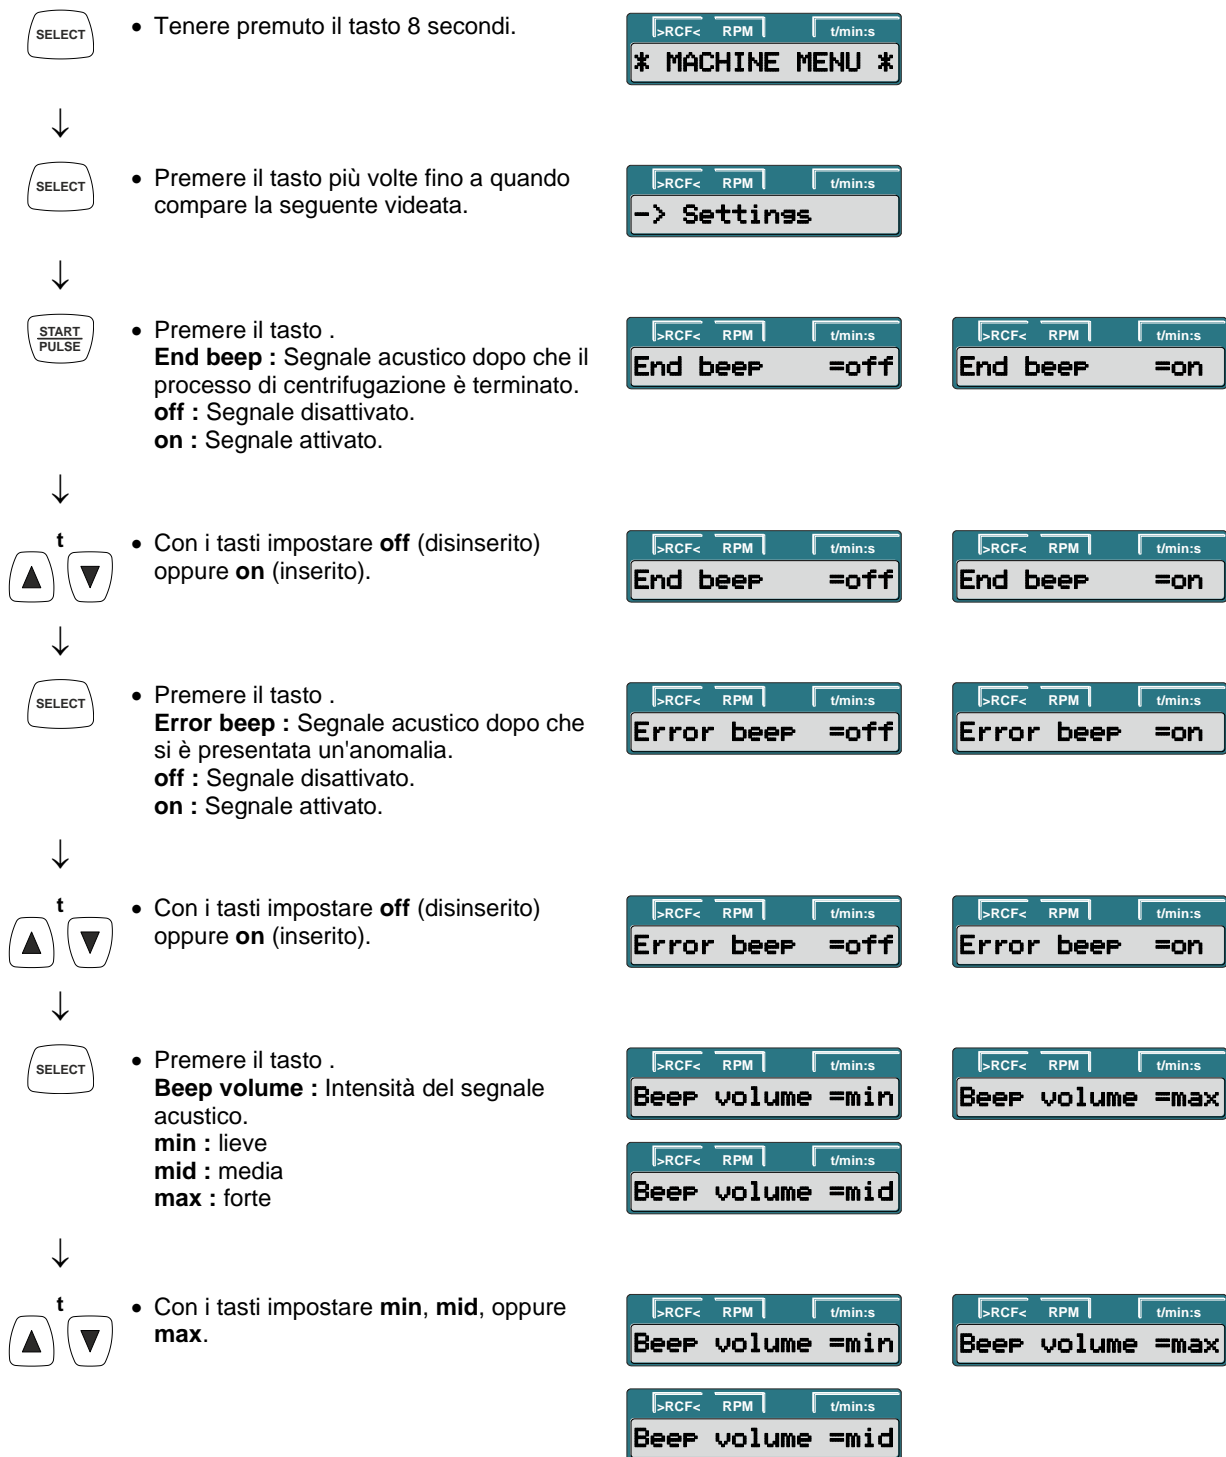 SELECT
• Tenere premuto il tasto 8 secondi.
>RCF< RPM t/min:s
* MACHINE MENU *
↓
SELECT
• Premere il tasto più volte fino a quando
compare la seguente videata.
>RCF< RPM t/min:s
-> Settings
↓
START
PULSE
• Premere il tasto .
End beep : Segnale acustico dopo che il
processo di centrifugazione è terminato.
off : Segnale disattivato.
on : Segnale attivato.
>RCF< RPM t/min:s
End beep =off
>RCF< RPM t/min:s
End beep =on
↓
t
▲ ▼
• Con i tasti impostare off (disinserito)
oppure on (inserito).
>RCF< RPM t/min:s
End beep =off
>RCF< RPM t/min:s
End beep =on
↓
SELECT
• Premere il tasto .
Error beep : Segnale acustico dopo che
si è presentata un'anomalia.
off : Segnale disattivato.
on : Segnale attivato.
>RCF< RPM t/min:s
Error beep =off
>RCF< RPM t/min:s
Error beep =on
↓
t
▲ ▼
• Con i tasti impostare off (disinserito)
oppure on (inserito).
>RCF< RPM t/min:s
Error beep =off
>RCF< RPM t/min:s
Error beep =on
↓
SELECT
• Premere il tasto .
Beep volume : Intensità del segnale
acustico.
min : lieve
mid : media
max : forte
>RCF< RPM t/min:s
Beep volume =min
>RCF< RPM t/min:s
Beep volume =max
>RCF< RPM t/min:s
Beep volume =mid
↓
t
▲ ▼
• Con i tasti impostare min, mid, oppure
max.
>RCF< RPM t/min:s
Beep volume =min
>RCF< RPM t/min:s
Beep volume =max
>RCF< RPM t/min:s
Beep volume =mid